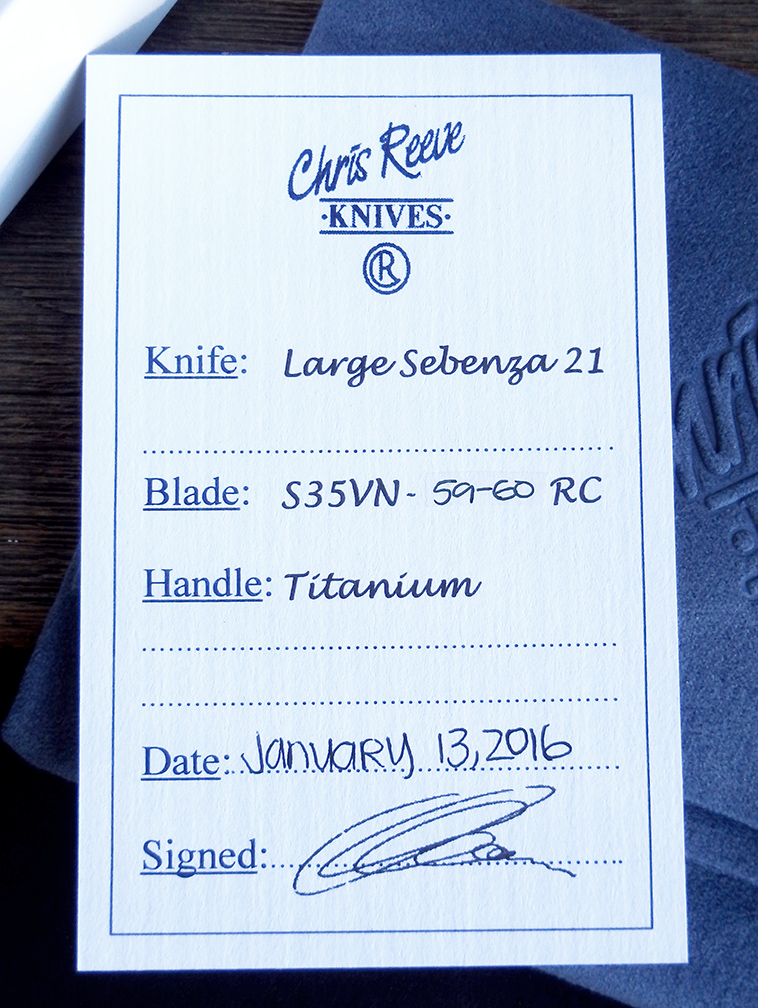 Chris Reeve
·KNIVES·
R
Knife: Large Sebenza 21
Blade: S35VN- 59-60 RC
Handle: Titanium
Date: January 13, 2016
Signed: